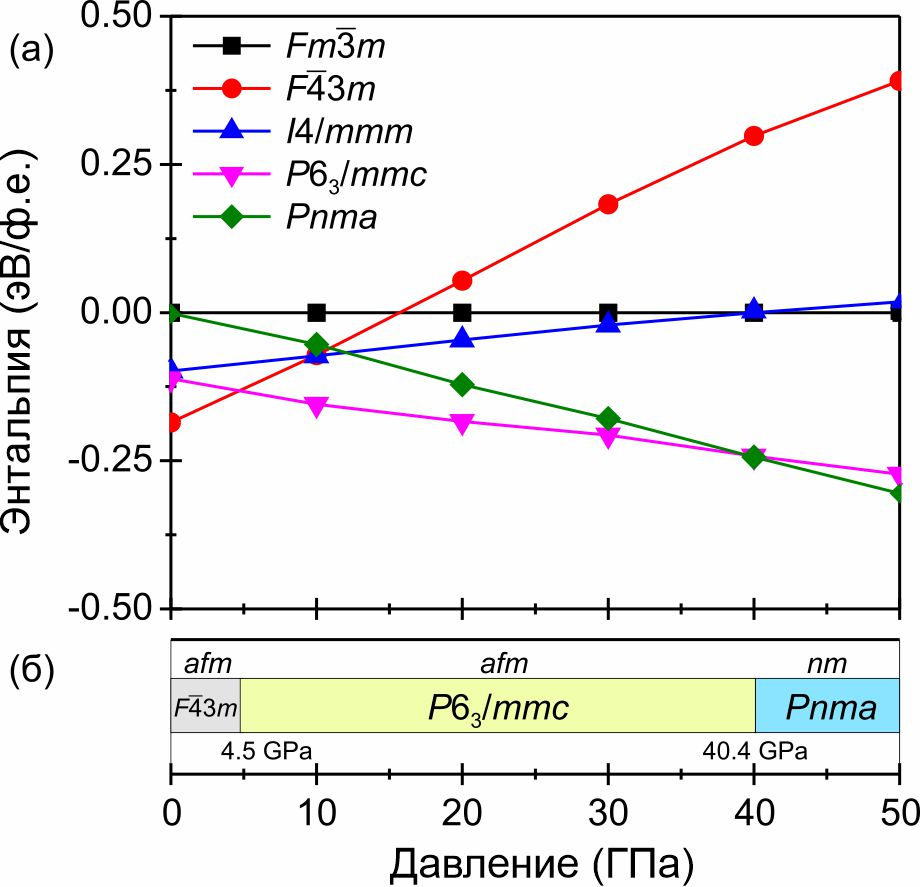 (а)
0.50
Fm3̅m
F4̅3m
I4/mmm
P6₃/mmc
Pnma
0.25
0.00
-0.25
-0.50
Энтальпия (эВ/ф.е.)
(б)
afm afm nm
F4̅3m P6₃/mmc Pnma
4.5 GPa 40.4 GPa
0 10 20 30 40 50
Давление (ГПа)